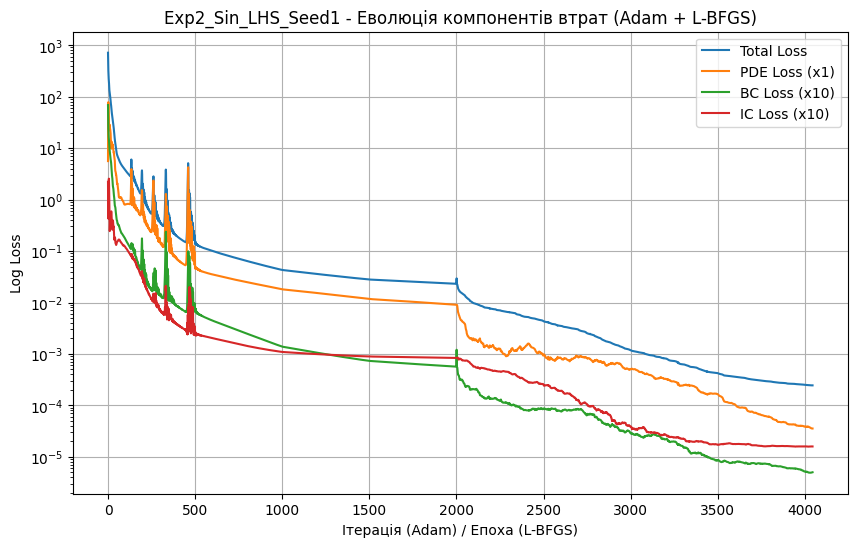 Exp2_Sin_LHS_Seed1 - Еволюція компонентів втрат (Adam + L-BFGS)
Total Loss
PDE Loss (x1)
BC Loss (x10)
IC Loss (x10)
Log Loss
10³
10²
10¹
10⁰
10⁻¹
10⁻²
10⁻³
10⁻⁴
10⁻⁵
0 500 1000 1500 2000 2500 3000 3500 4000
Ітерація (Adam) / Епоха (L-BFGS)